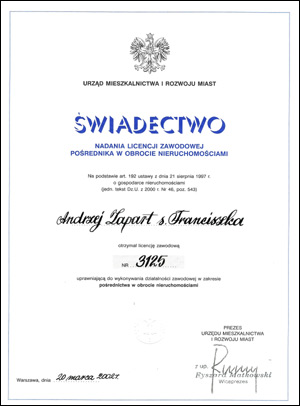 URZĄD MIESZKALNICTWA I ROZWOJU MIAST
ŚWIADECTWO
NADANIA LICENCJI ZAWODOWEJ
POŚREDNIKA W OBROCIE NIERUCHOMOŚCIAMI
Na podstawie art. 192 ustawy z dnia 21 sierpnia 1997 r.
o gospodarce nieruchomościami
(jedn. tekst Dz.U. z 2000 r. Nr 46, poz. 543)
Andrzej Łapart s. Franciszka
otrzymał licencję zawodową
NR 3125
uprawniającą do wykonywania działalności zawodowej w zakresie
pośrednictwa w obrocie nieruchomościami
PREZES
URZĘDU MIESZKALNICTWA
I ROZWOJU MIAST
z up.
Ryszard Matkowski
Wiceprezes
Warszawa, dnia 20 marca